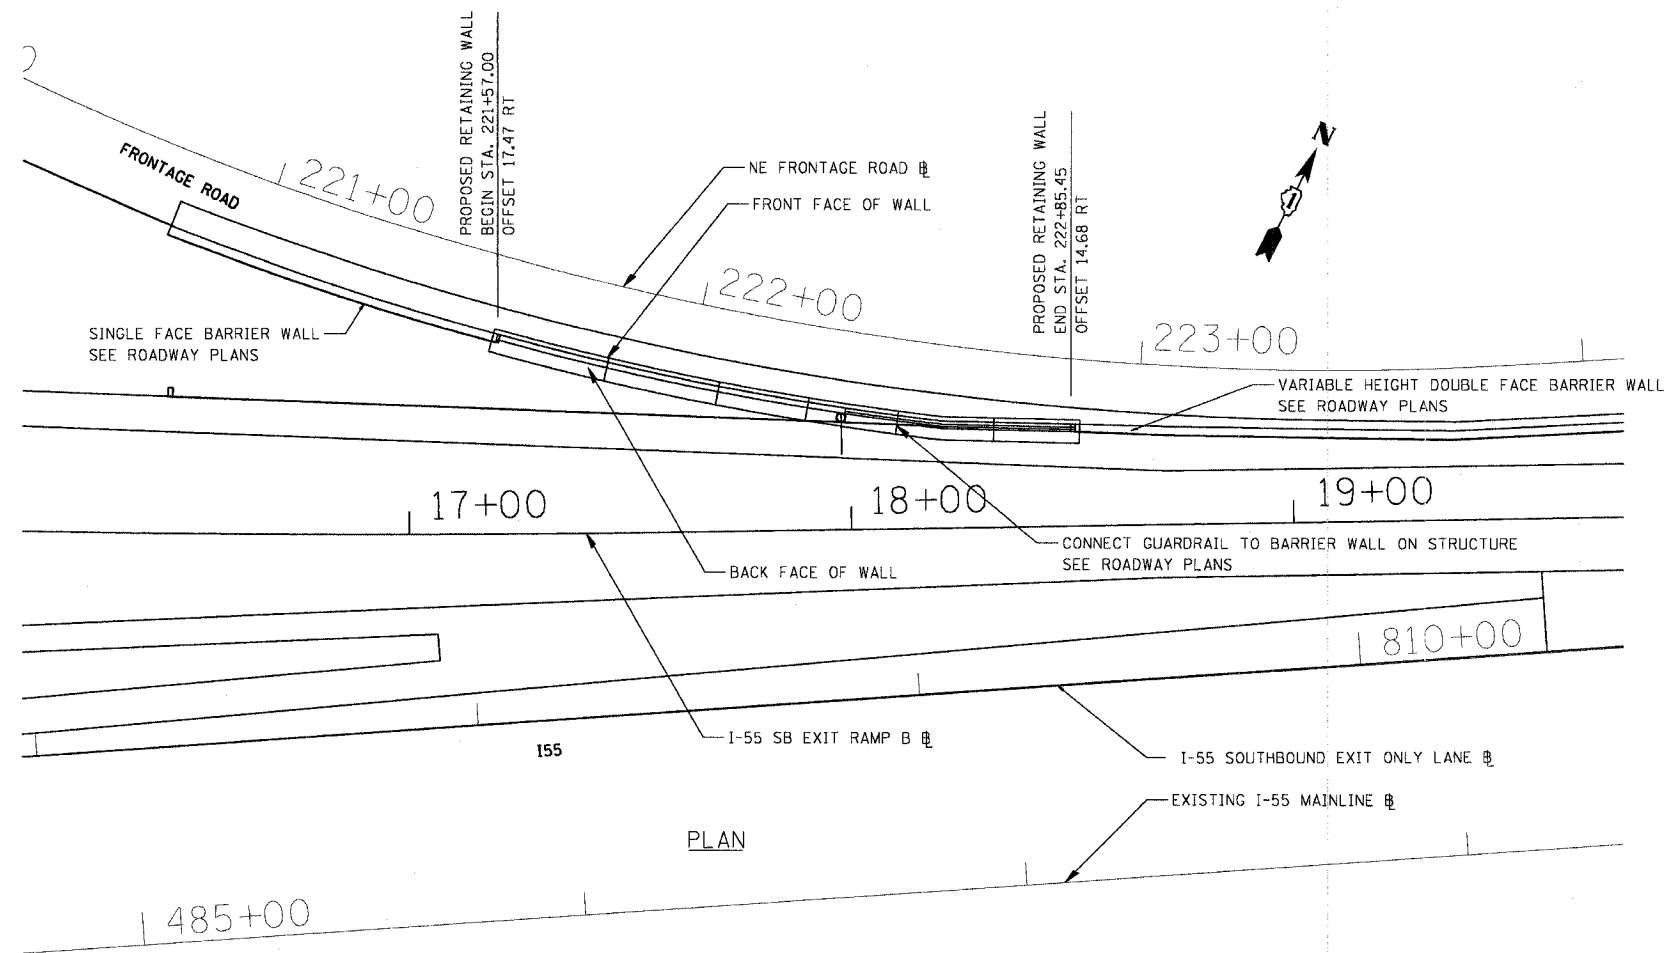 PROPOSED RETAINING WALL
BEGIN STA. 221+57.00
OFFSET 17.47 RT
PROPOSED RETAINING WALL
END STA. 222+85.45
OFFSET 14.68 RT
N
1
FRONTAGE ROAD
221+00
NE FRONTAGE ROAD ⅊
FRONT FACE OF WALL
222+00
223+00
SINGLE FACE BARRIER WALL
SEE ROADWAY PLANS
VARIABLE HEIGHT DOUBLE FACE BARRIER WALL
SEE ROADWAY PLANS
17+00
18+00
19+00
CONNECT GUARDRAIL TO BARRIER WALL ON STRUCTURE
SEE ROADWAY PLANS
BACK FACE OF WALL
810+00
I-55 SB EXIT RAMP B ⅊
I55
I-55 SOUTHBOUND EXIT ONLY LANE ⅊
EXISTING I-55 MAINLINE ⅊
PLAN
485+00